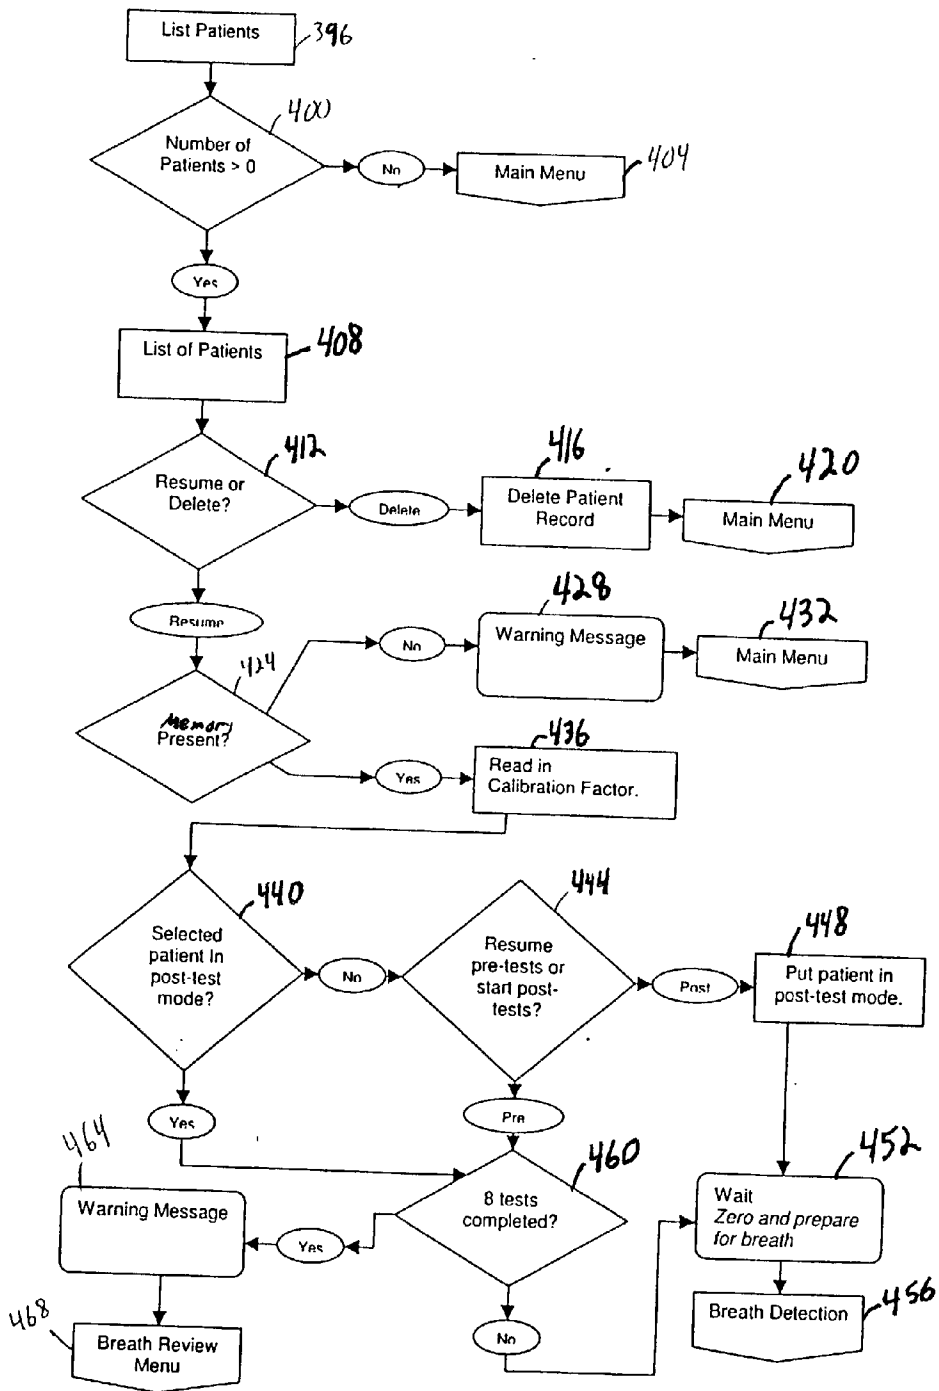 List Patients
396
400
Number of
Patients > 0
No
Main Menu
404
Yes
List of Patients
408
412
Resume or
Delete?
Delete
416
Delete Patient
Record
420
Main Menu
Resume
424
Memory
Present?
No
428
Warning Message
432
Main Menu
Yes
436
Read in
Calibration Factor.
440
Selected
patient in
post-test
mode?
No
444
Resume
pre-tests or
start post-
tests?
Post
448
Put patient in
post-test mode.
Yes
Pre
464
Warning Message
Yes
460
8 tests
completed?
452
Wait
Zero and prepare
for breath
468
Breath Review
Menu
No
Breath Detection
456